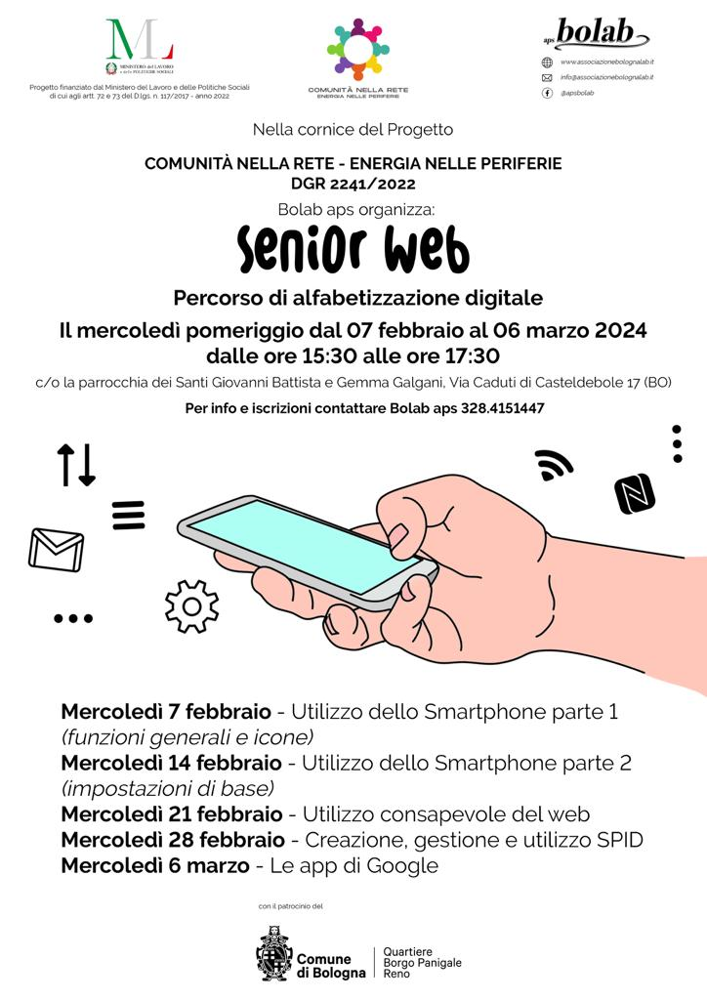 ML
MINISTERO del LAVORO
e delle POLITICHE SOCIALI
Progetto finanziato dal Ministero del Lavoro e delle Politiche Sociali
di cui agli artt. 72 e 73 del D.lgs. n. 117/2017 - anno 2022
COMUNITÀ NELLA RETE
ENERGIA NELLE PERIFERIE
aps bolab
www.associazionebolognalab.it
info@associazionebolognalab.it
@apsbolab
Nella cornice del Progetto
COMUNITÀ NELLA RETE - ENERGIA NELLE PERIFERIE
DGR 2241/2022
Bolab aps organizza:
Senior Web
Percorso di alfabetizzazione digitale
Il mercoledì pomeriggio dal 07 febbraio al 06 marzo 2024
dalle ore 15:30 alle ore 17:30
c/o la parrocchia dei Santi Giovanni Battista e Gemma Galgani, Via Caduti di Casteldebole 17 (BO)
Per info e iscrizioni contattare Bolab aps 328.4151447
Mercoledì 7 febbraio - Utilizzo dello Smartphone parte 1
(funzioni generali e icone)
Mercoledì 14 febbraio - Utilizzo dello Smartphone parte 2
(impostazioni di base)
Mercoledì 21 febbraio - Utilizzo consapevole del web
Mercoledì 28 febbraio - Creazione, gestione e utilizzo SPID
Mercoledì 6 marzo - Le app di Google
con il patrocinio del
Comune
di Bologna
Quartiere
Borgo Panigale
Reno